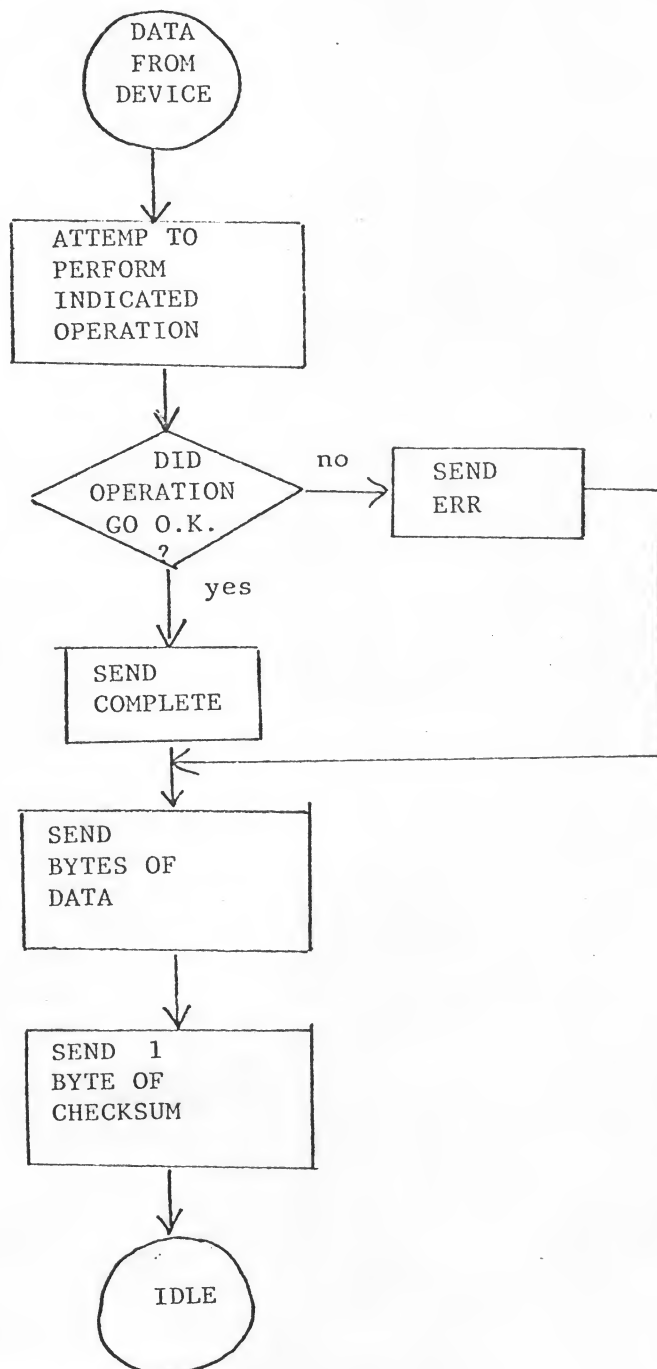 DATA
FROM
DEVICE
ATTEMP TO
PERFORM
INDICATED
OPERATION
DID
OPERATION
GO O.K.
?
no
SEND
ERR
yes
SEND
COMPLETE
SEND
BYTES OF
DATA
SEND 1
BYTE OF
CHECKSUM
IDLE